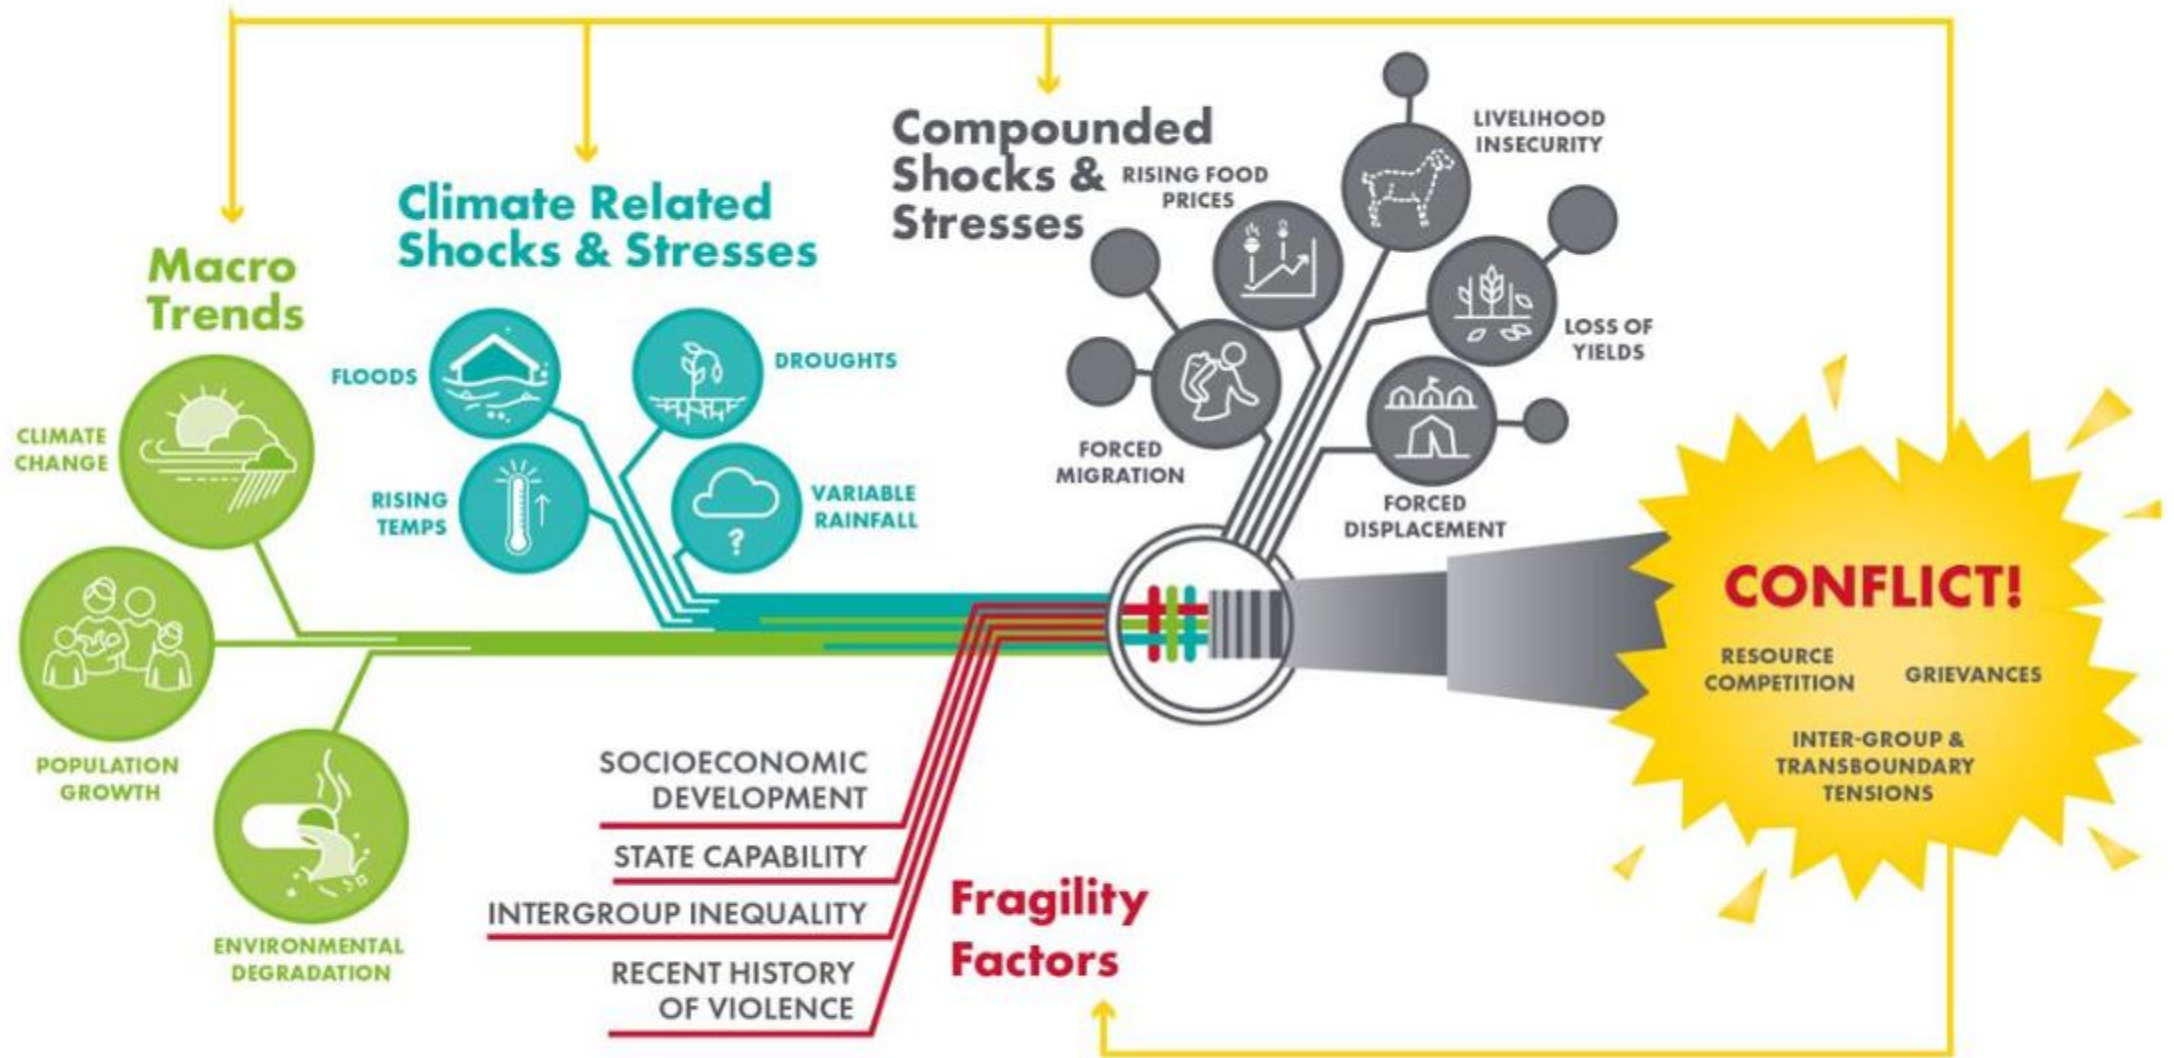 Macro
Trends
CLIMATE
CHANGE
POPULATION
GROWTH
ENVIRONMENTAL
DEGRADATION
Climate Related
Shocks & Stresses
FLOODS
DROUGHTS
RISING
TEMPS
VARIABLE
RAINFALL
?
Compounded
Shocks &
Stresses
RISING FOOD
PRICES
LIVELIHOOD
INSECURITY
LOSS OF
YIELDS
FORCED
MIGRATION
FORCED
DISPLACEMENT
SOCIOECONOMIC
DEVELOPMENT
STATE CAPABILITY
INTERGROUP INEQUALITY
RECENT HISTORY
OF VIOLENCE
Fragility
Factors
CONFLICT!
RESOURCE
COMPETITION
GRIEVANCES
INTER-GROUP &
TRANSBOUNDARY
TENSIONS